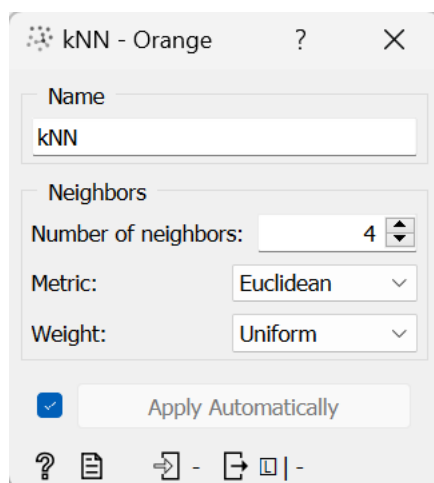 kNN - Orange ?
Name
kNN
Neighbors
Number of neighbors: 4
Metric: Euclidean
Weight: Uniform
Apply Automatically
? - L | -